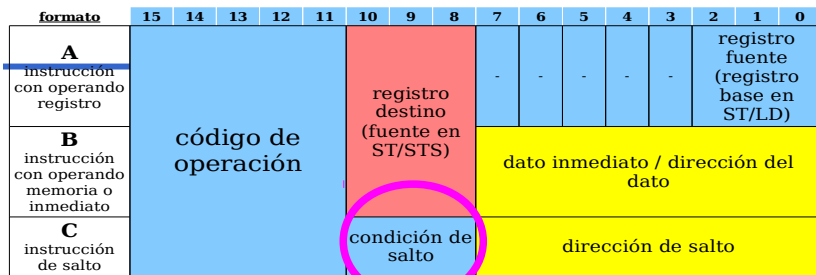 formato 15 14 13 12 11 10 9 8 7 6 5 4 3 2 1 0
A
instrucción
con operando
registro
código de
operación
registro
destino
(fuente en
ST/STS)
- - - - -
registro
fuente
(registro
base en
ST/LD)
B
instrucción
con operando
memoria o
inmediato
dato inmediato / dirección del
dato
C
instrucción
de salto
condición de
salto
dirección de salto